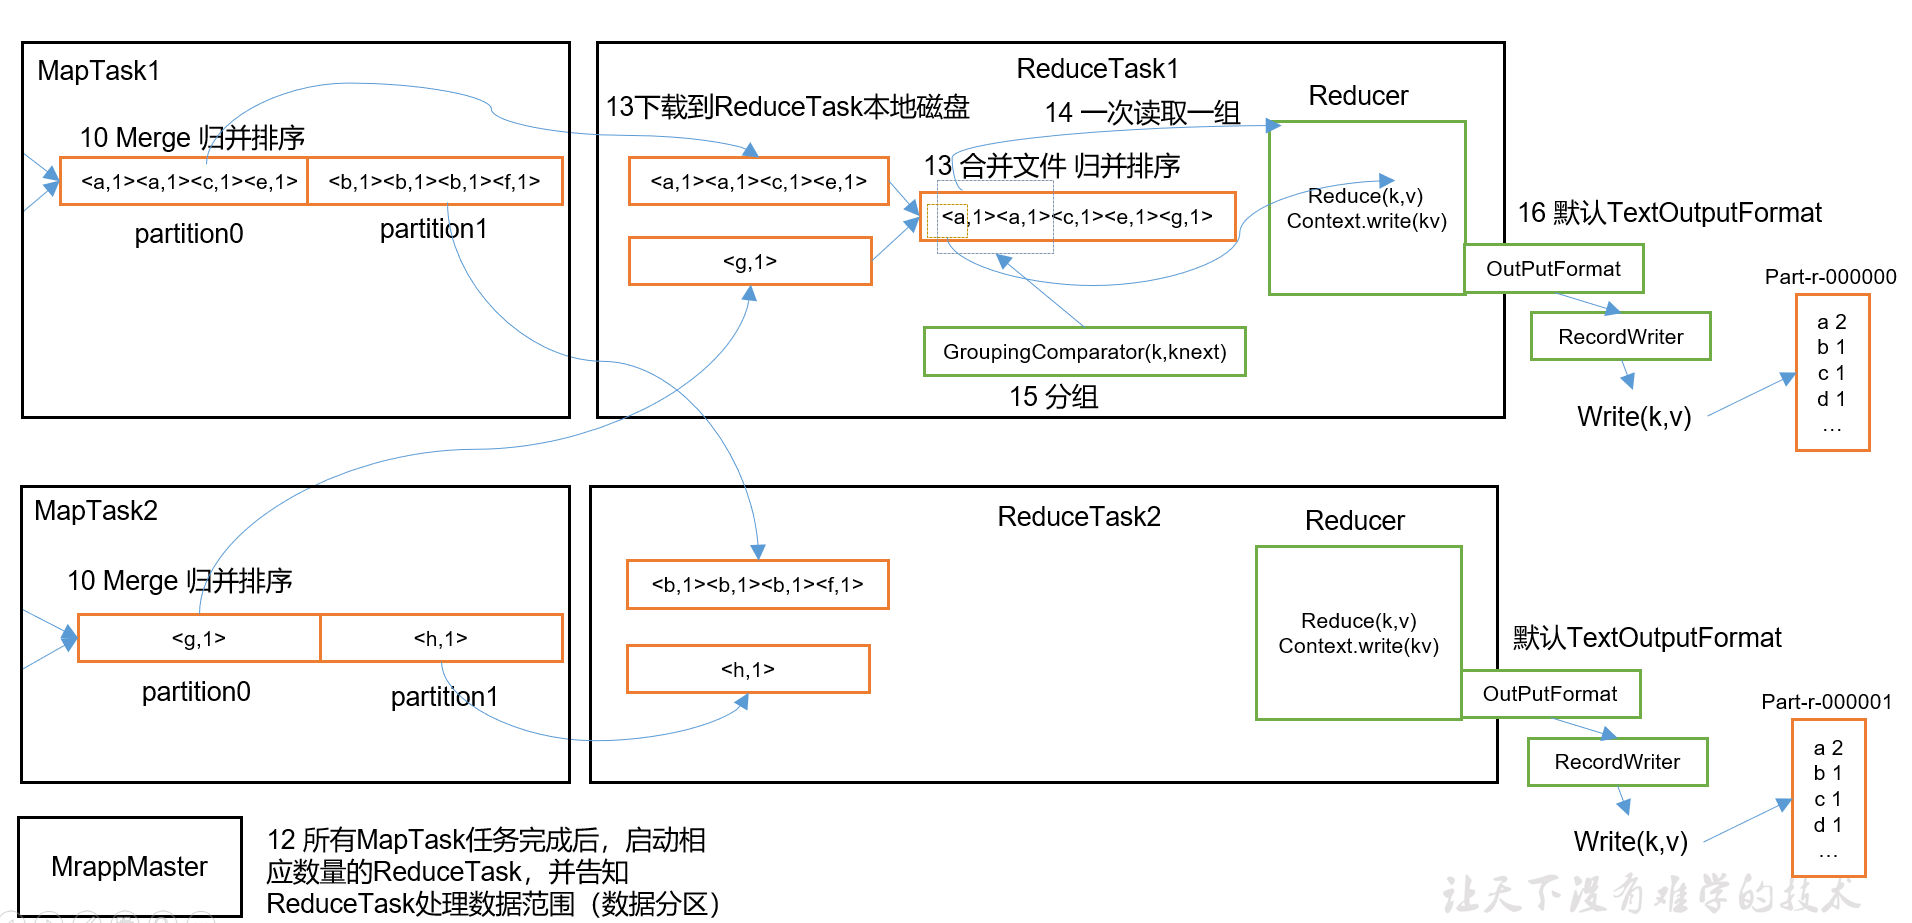 MapTask1
10 Merge 归并排序
<a,1><a,1><c,1><e,1>
<b,1><b,1><b,1><f,1>
partition0
partition1
ReduceTask1
13下载到ReduceTask本地磁盘
14 一次读取一组
Reducer
<a,1><a,1><c,1><e,1>
13 合并文件 归并排序
<a,1><a,1><c,1><e,1><g,1>
<g,1>
Reduce(k,v)
Context.write(kv)
GroupingComparator(k,knext)
15 分组
16 默认TextOutputFormat
OutPutFormat
RecordWriter
Write(k,v)
Part-r-000000
a 2
b 1
c 1
d 1
…
MapTask2
10 Merge 归并排序
<g,1>
<h,1>
partition0
partition1
ReduceTask2
Reducer
<b,1><b,1><b,1><f,1>
<h,1>
Reduce(k,v)
Context.write(kv)
默认TextOutputFormat
OutPutFormat
RecordWriter
Write(k,v)
Part-r-000001
a 2
b 1
c 1
d 1
…
MrappMaster
12 所有MapTask任务完成后，启动相
应数量的ReduceTask，并告知
ReduceTask处理数据范围（数据分区）
让天下没有难学的技术